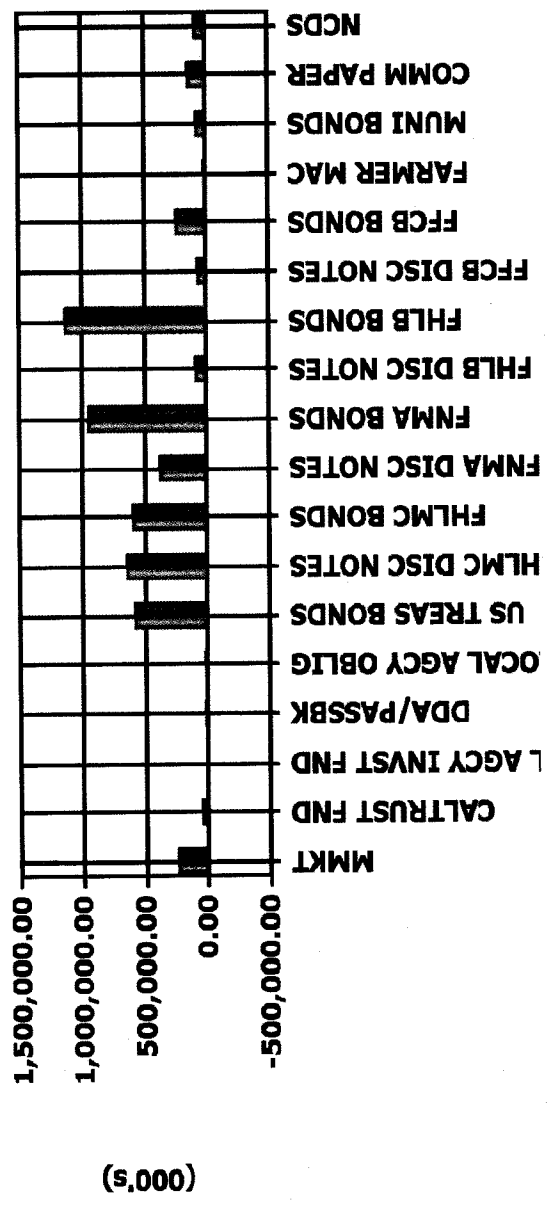 (000's)
1,500,000.00
1,000,000.00
500,000.00
0.00
-500,000.00
MMKT
CALTRUST FND
L AGCY INVST FND
DDA/PASSBK
OCAL AGCY OBLIG
US TREAS BONDS
HLMC DISC NOTES
FHLMC BONDS
FNMA DISC NOTES
FNMA BONDS
FHLB DISC NOTES
FHLB BONDS
FFCB DISC NOTES
FFCB BONDS
FARMER MAC
MUNI BONDS
COMM PAPER
NCDS